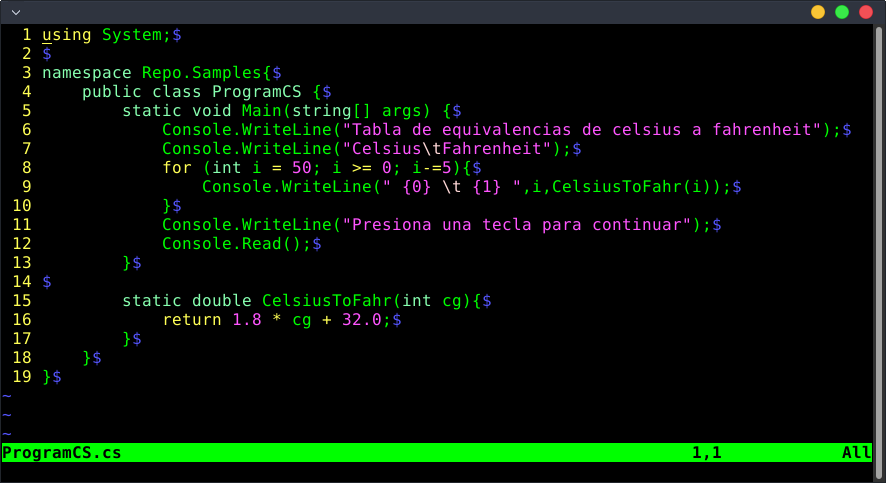 1 using System;$
2 $
3 namespace Repo.Samples{$
4     public class ProgramCS {$
5         static void Main(string[] args) {$
6             Console.WriteLine("Tabla de equivalencias de celsius a fahrenheit");$
7             Console.WriteLine("Celsius\tFahrenheit");$
8             for (int i = 50; i >= 0; i-=5){$
9                 Console.WriteLine(" {0} \t {1} ",i,CelsiusToFahr(i));$
10             }$
11             Console.WriteLine("Presiona una tecla para continuar");$
12             Console.Read();$
13         }$
14 $
15         static double CelsiusToFahr(int cg){$
16             return 1.8 * cg + 32.0;$
17         }$
18     }$
19 }$
~
~
~
ProgramCS.cs 1,1 All